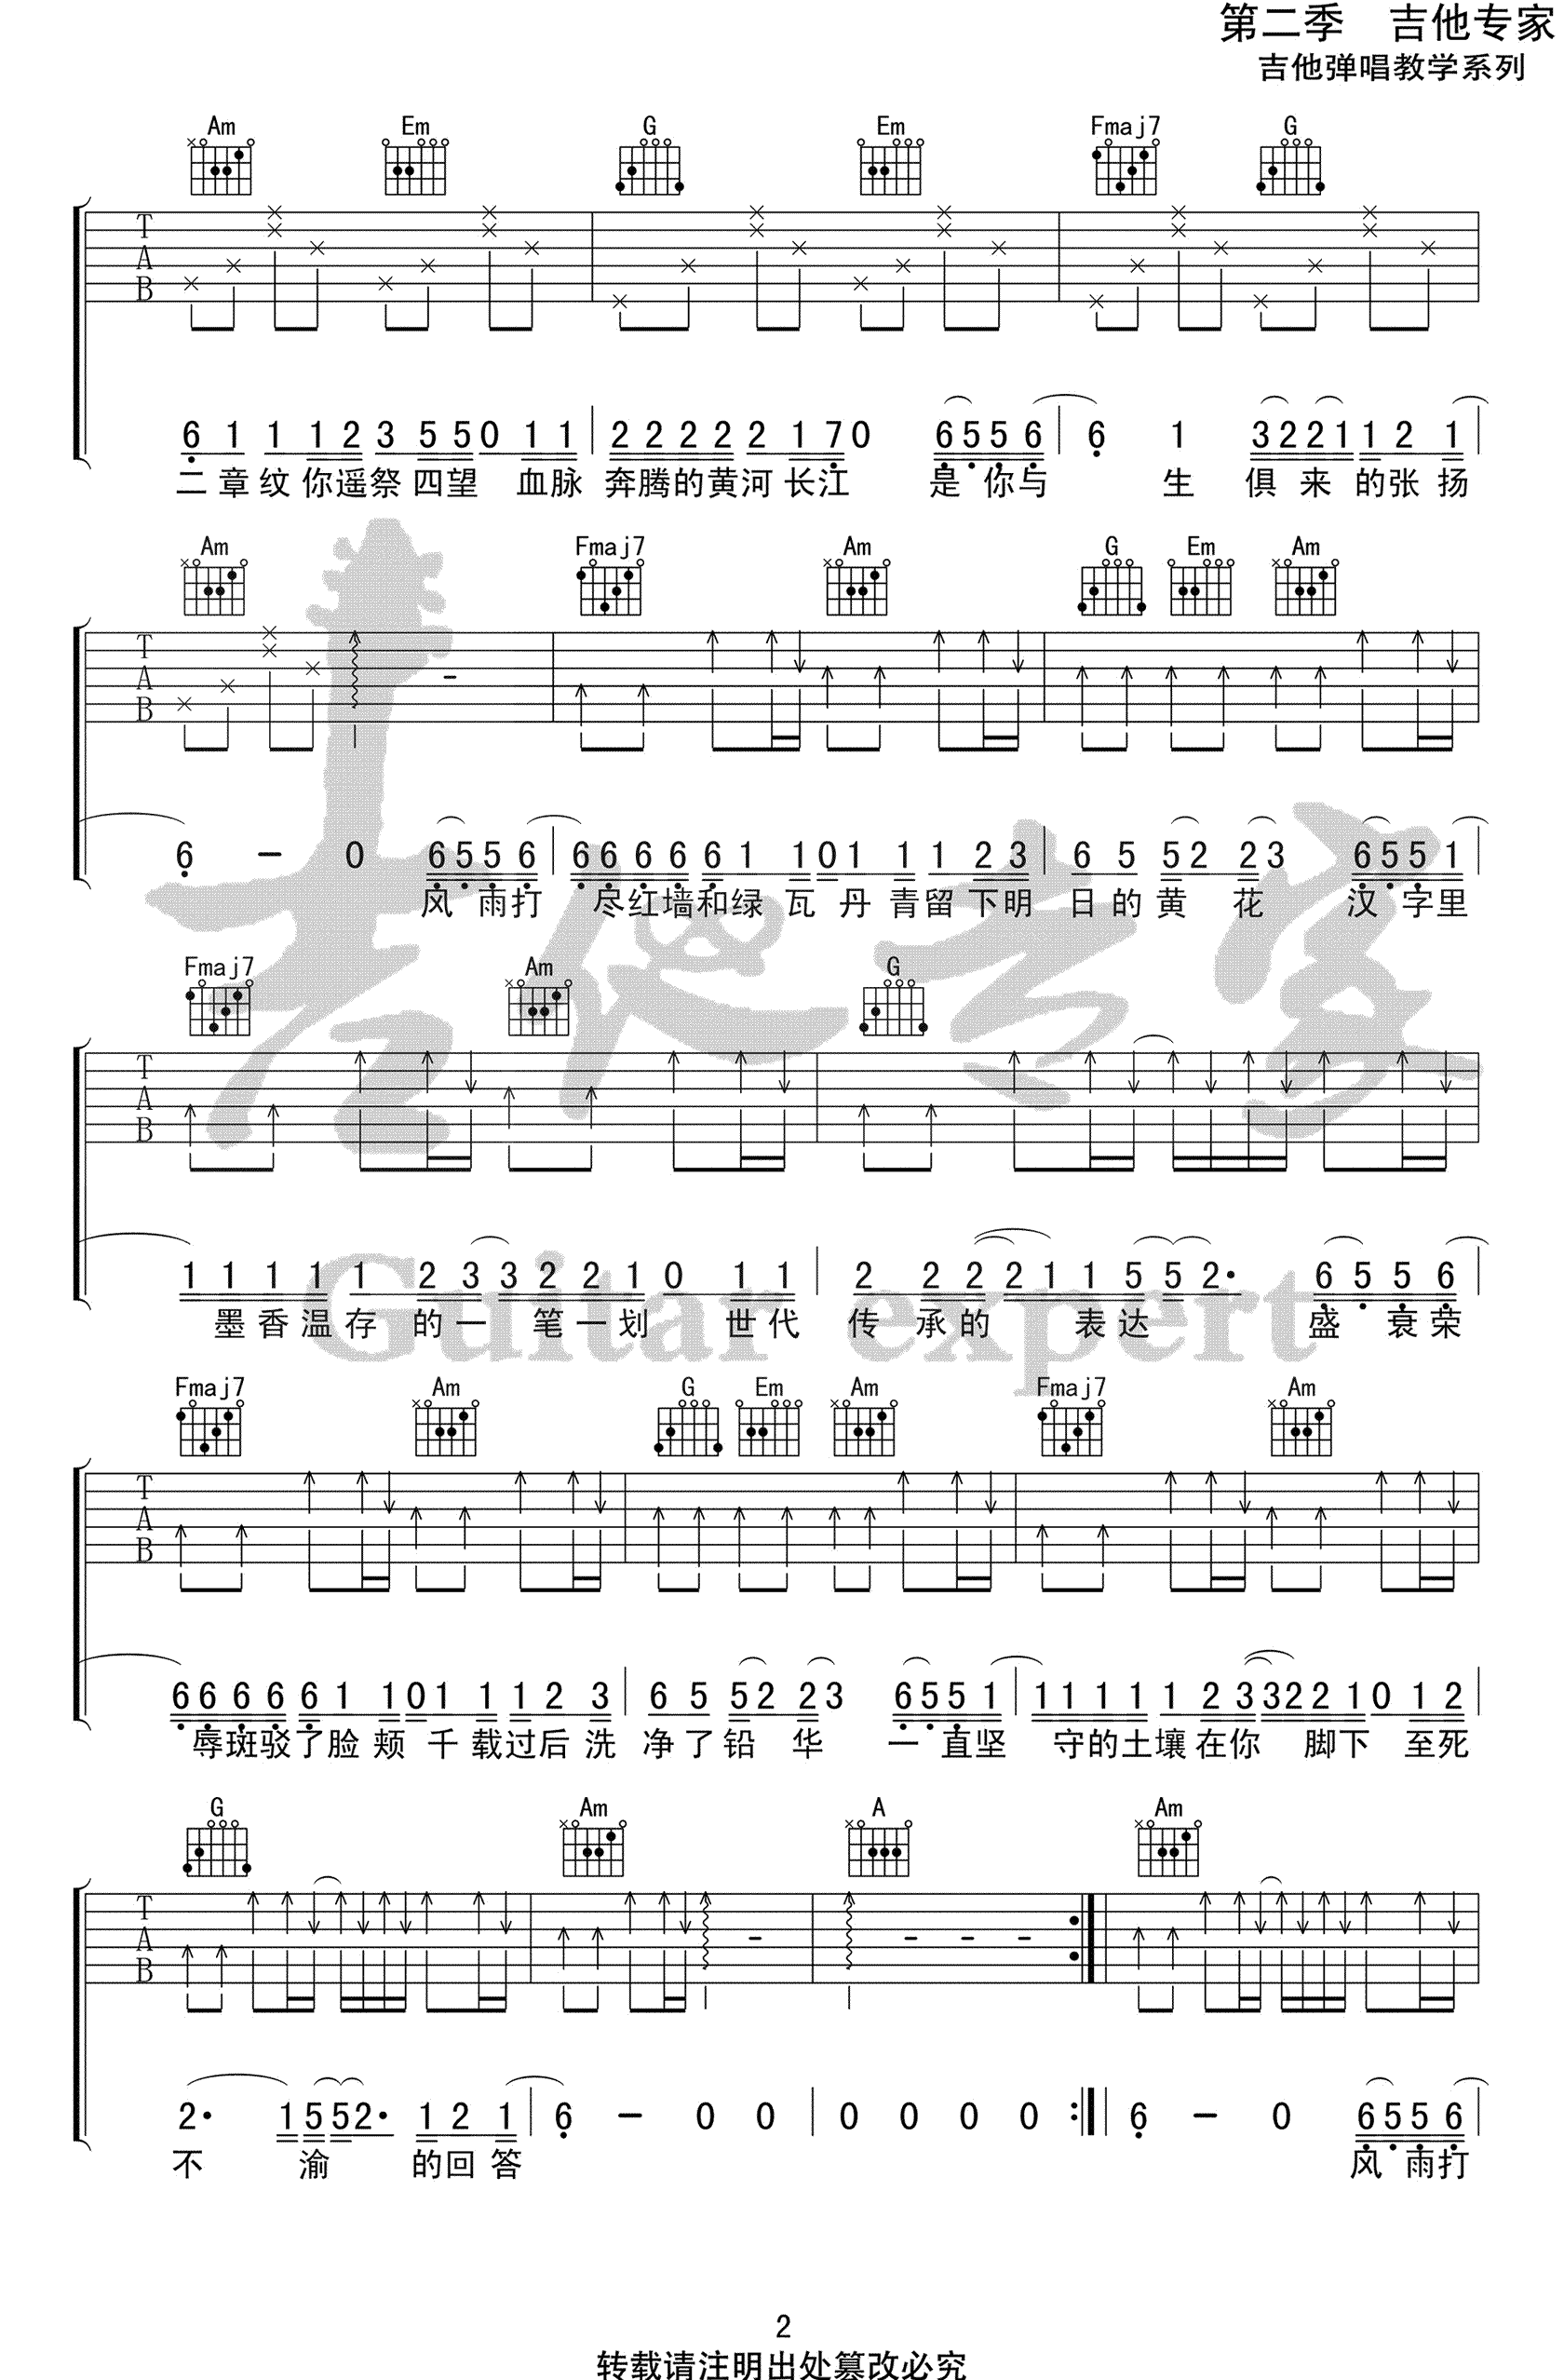 第二季 吉他专家
吉他弹唱教学系列
Am Em G Em Fmaj7 G
T
A
B
6 1 1 1 2 3 5 5 0 1 1 2 2 2 2 2 1 7 0 6 5 5 6 6 1 3 2 2 1 1 2 1
二 章 纹 你遥祭 四望 血脉 奔腾的黄河 长江 是 你与 生 俱 来 的张 扬
Am Fmaj7 Am G Em Am
T
A
B
6 - 0 6 5 5 6 6 6 6 6 6 1 1 0 1 1 1 2 3 6 5 5 2 2 3 6 5 5 1
风 雨打 尽红墙和绿 瓦 丹 青留 下明 日 的 黄 花 汉 字里
Fmaj7 Am G
T
A
B
1 1 1 1 1 2 3 3 2 2 1 0 1 1 2 2 2 2 1 1 5 5 2· 6 5 5 6
墨 香 温 存 的 一 笔 一 划 世 代 传 承 的 表 达 盛 衰 荣
Guitar expert
Fmaj7 Am G Em Am Fmaj7 Am
T
A
B
6 6 6 6 6 1 1 0 1 1 1 2 3 6 5 5 2 2 3 6 5 5 1 1 1 1 1 1 2 3 3 2 2 1 0 1 2
辱斑驳了脸 颊 千 载过后 洗 净 了 铅 华 一 直坚 守的土壤 在你 脚下 至死
G Am A Am
T
A
B
2· 1 5 5 2· 1 2 1 6 - 0 0 0 0 0 0 6 - 0 6 5 5 6
不 渝 的回 答 风 雨打
2
转载请注明出处篡改必究
吉他专家